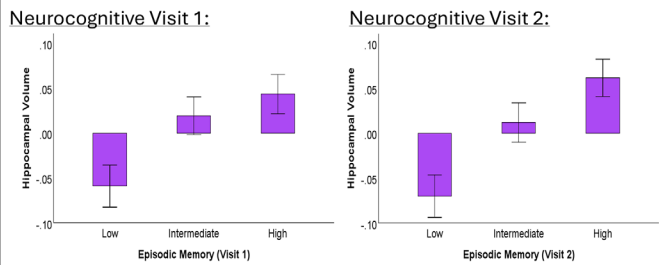 Neurocognitive Visit 1:
Hippocampal Volume
.10
.05
.00
-.05
-.10
Low Intermediate High
Episodic Memory (Visit 1)
Neurocognitive Visit 2:
Hippocampal Volume
.10
.05
.00
-.05
-.10
Low Intermediate High
Episodic Memory (Visit 2)